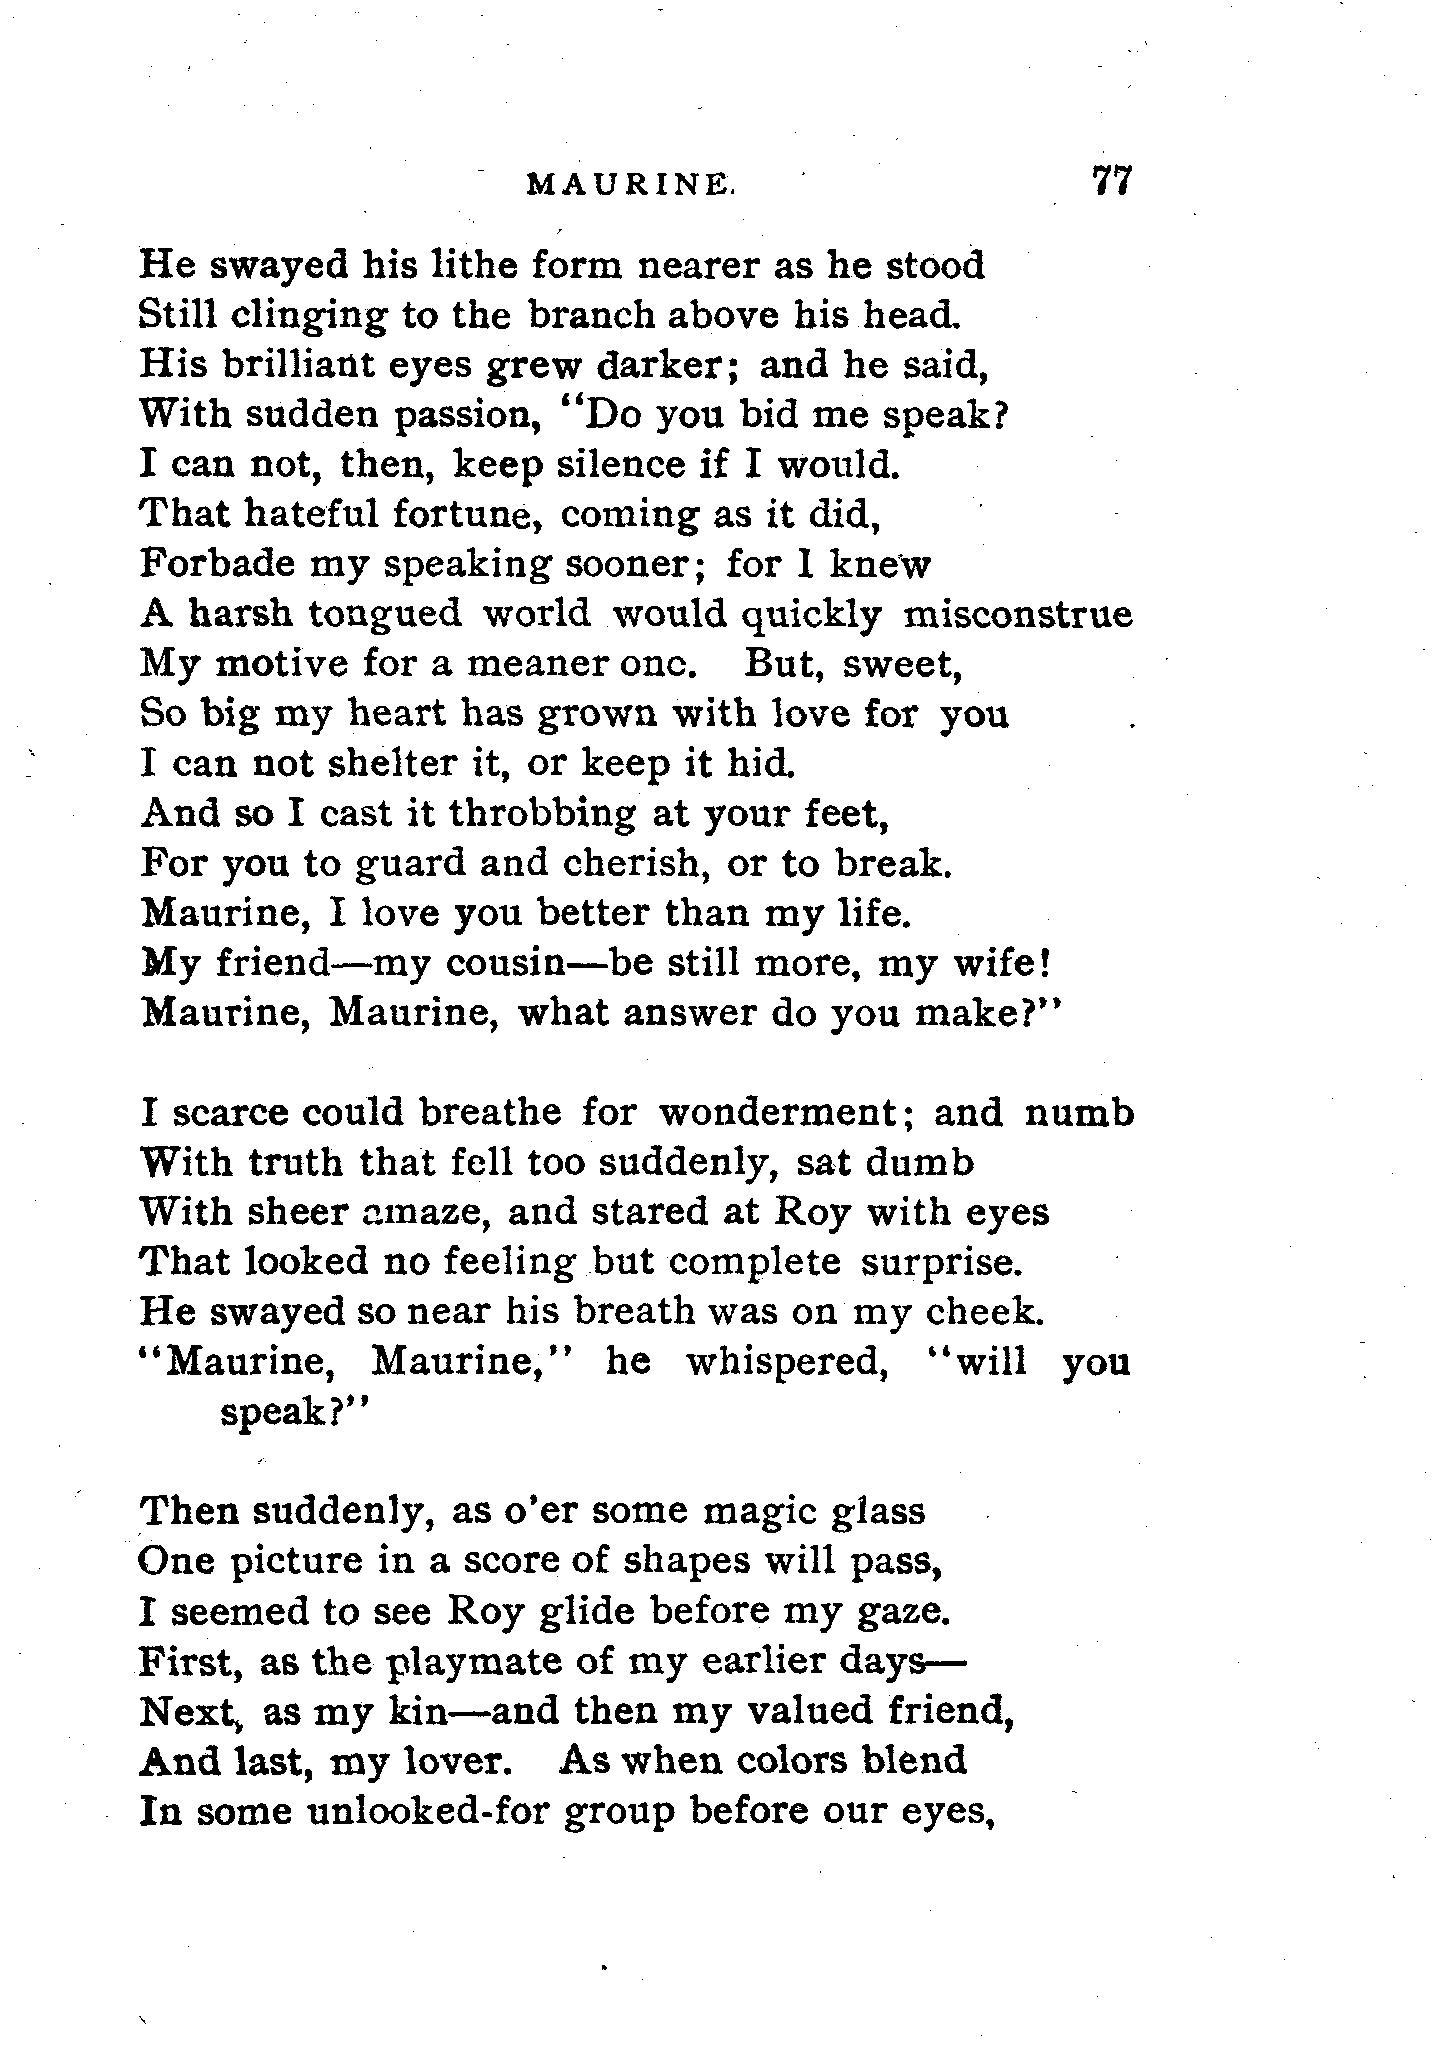 MAURINE. 77
He swayed his lithe form nearer as he stood
Still clinging to the branch above his head.
His brilliant eyes grew darker; and he said,
With sudden passion, "Do you bid me speak?
I can not, then, keep silence if I would.
That hateful fortune, coming as it did,
Forbade my speaking sooner; for I knew
A harsh tongued world would quickly misconstrue
My motive for a meaner one. But, sweet,
So big my heart has grown with love for you
I can not shelter it, or keep it hid.
And so I cast it throbbing at your feet,
For you to guard and cherish, or to break.
Maurine, I love you better than my life.
My friend—my cousin—be still more, my wife!
Maurine, Maurine, what answer do you make?"
I scarce could breathe for wonderment; and numb
With truth that fell too suddenly, sat dumb
With sheer amaze, and stared at Roy with eyes
That looked no feeling but complete surprise.
He swayed so near his breath was on my cheek.
"Maurine, Maurine," he whispered, "will you
speak?"
Then suddenly, as o'er some magic glass
One picture in a score of shapes will pass,
I seemed to see Roy glide before my gaze.
First, as the playmate of my earlier days—
Next, as my kin—and then my valued friend,
And last, my lover. As when colors blend
In some unlooked-for group before our eyes,